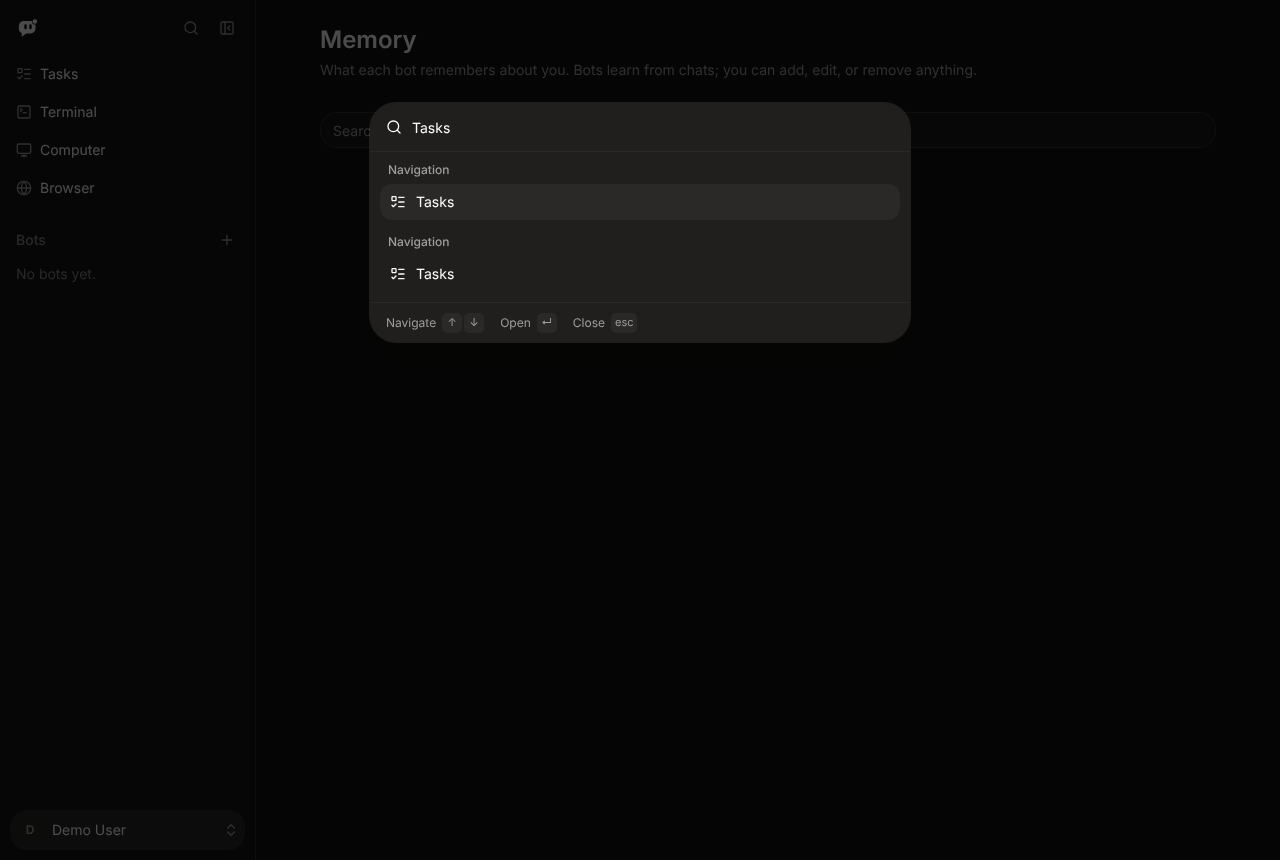 Memory
What each bot remembers about you. Bots learn from chats; you can add, edit, or remove anything.
Tasks
Terminal
Computer
Browser
Bots
No bots yet.
Searc
Tasks
Navigation
Tasks
Navigation
Tasks
Navigate ↑ ↓ Open ↵ Close esc
D Demo User